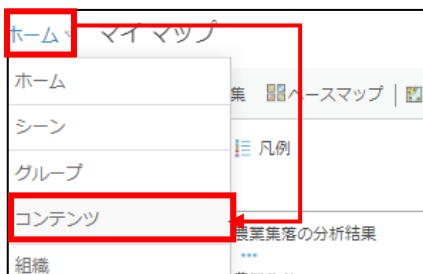 ホーム マイ マップ
ホーム
集 ベースマップ |
シーン
凡例
グループ
コンテンツ
農業集落の分析結果
...
組織